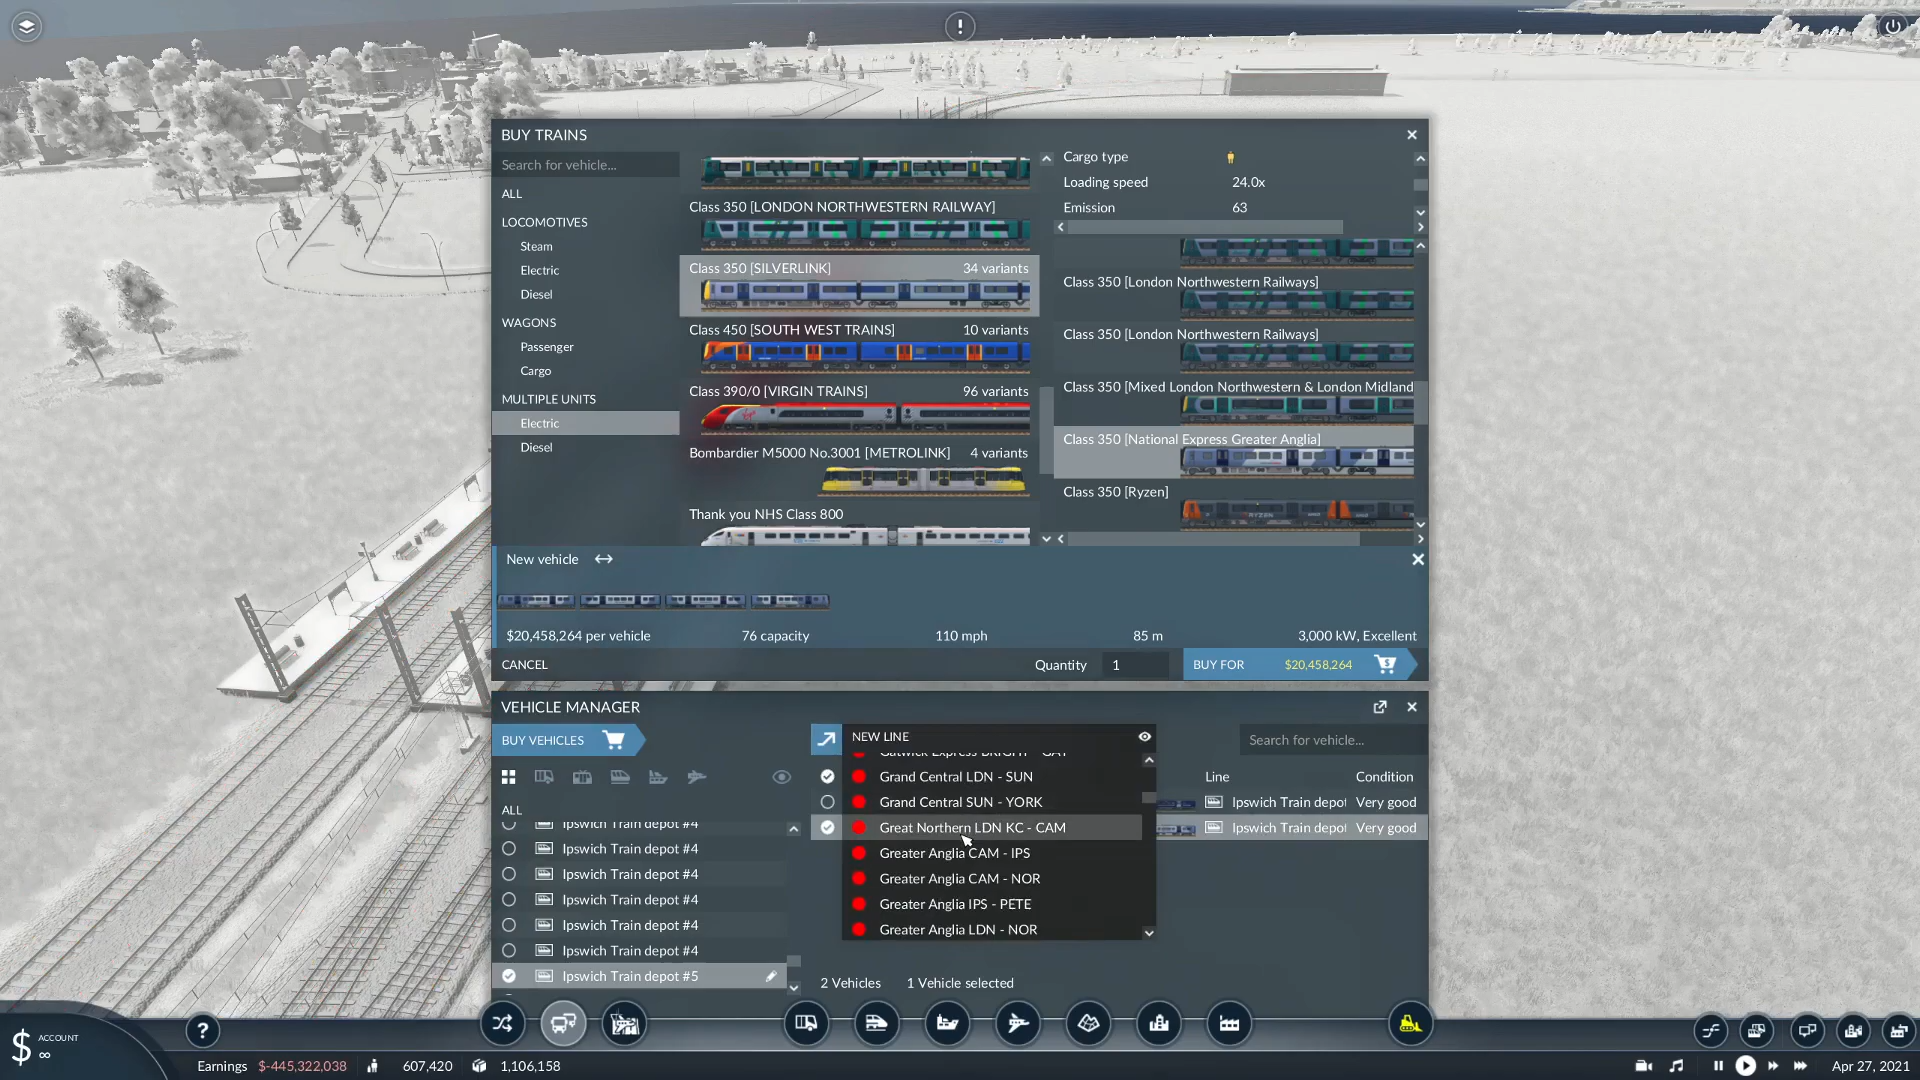 BUY TRAINS
Search for vehicle...
ALL
LOCOMOTIVES
Steam
Electric
Diesel
WAGONS
Passenger
Cargo
MULTIPLE UNITS
Electric
Diesel
Class 350 [LONDON NORTHWESTERN RAILWAY]
Class 350 [SILVERLINK] 34 variants
Class 450 [SOUTH WEST TRAINS] 10 variants
Class 390/0 [VIRGIN TRAINS] 96 variants
Bombardier M5000 No.3001 [METROLINK] 4 variants
Thank you NHS Class 800
Cargo type
Loading speed 24.0x
Emission 63
Class 350 [London Northwestern Railways]
Class 350 [London Northwestern Railways]
Class 350 [Mixed London Northwestern & London Midland
Class 350 [National Express Greater Anglia]
Class 350 [Ryzen]
RYZEN
New vehicle
$20,458,264 per vehicle 76 capacity 110 mph 85 m 3,000 kW, Excellent
CANCEL Quantity 1 BUY FOR $20,458,264
VEHICLE MANAGER
BUY VEHICLES
ALL
Ipswich Train depot #4
Ipswich Train depot #4
Ipswich Train depot #4
Ipswich Train depot #4
Ipswich Train depot #4
Ipswich Train depot #4
Ipswich Train depot #5
NEW LINE
Gatwick Express BRIGHT - GAT
Grand Central LDN - SUN
Grand Central SUN - YORK
Great Northern LDN KC - CAM
Greater Anglia CAM - IPS
Greater Anglia CAM - NOR
Greater Anglia IPS - PETE
Greater Anglia LDN - NOR
Search for vehicle...
Line Condition
Ipswich Train depot Very good
Ipswich Train depot Very good
2 Vehicles 1 Vehicle selected
$ ACCOUNT
∞
?
Earnings $-445,322,038 607,420 1,106,158
Apr 27, 2021